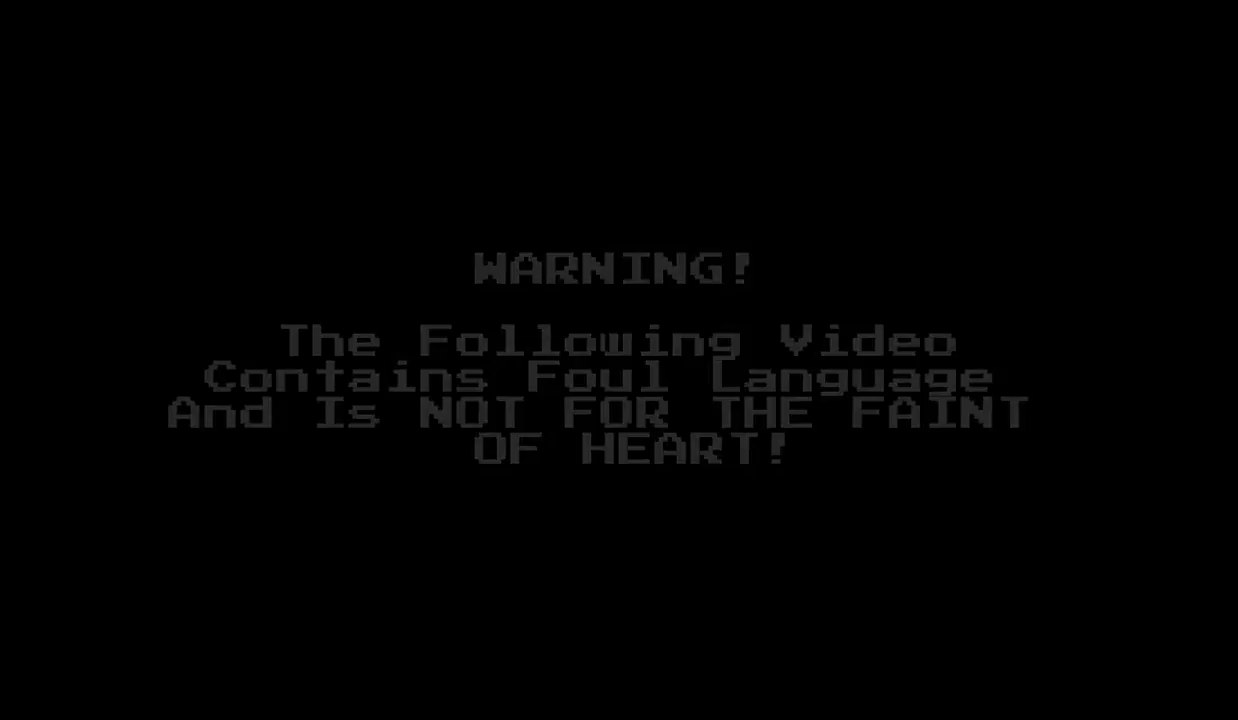 WARNING!
The Following Video
Contains Foul Language
And Is NOT FOR THE FAINT
OF HEART!